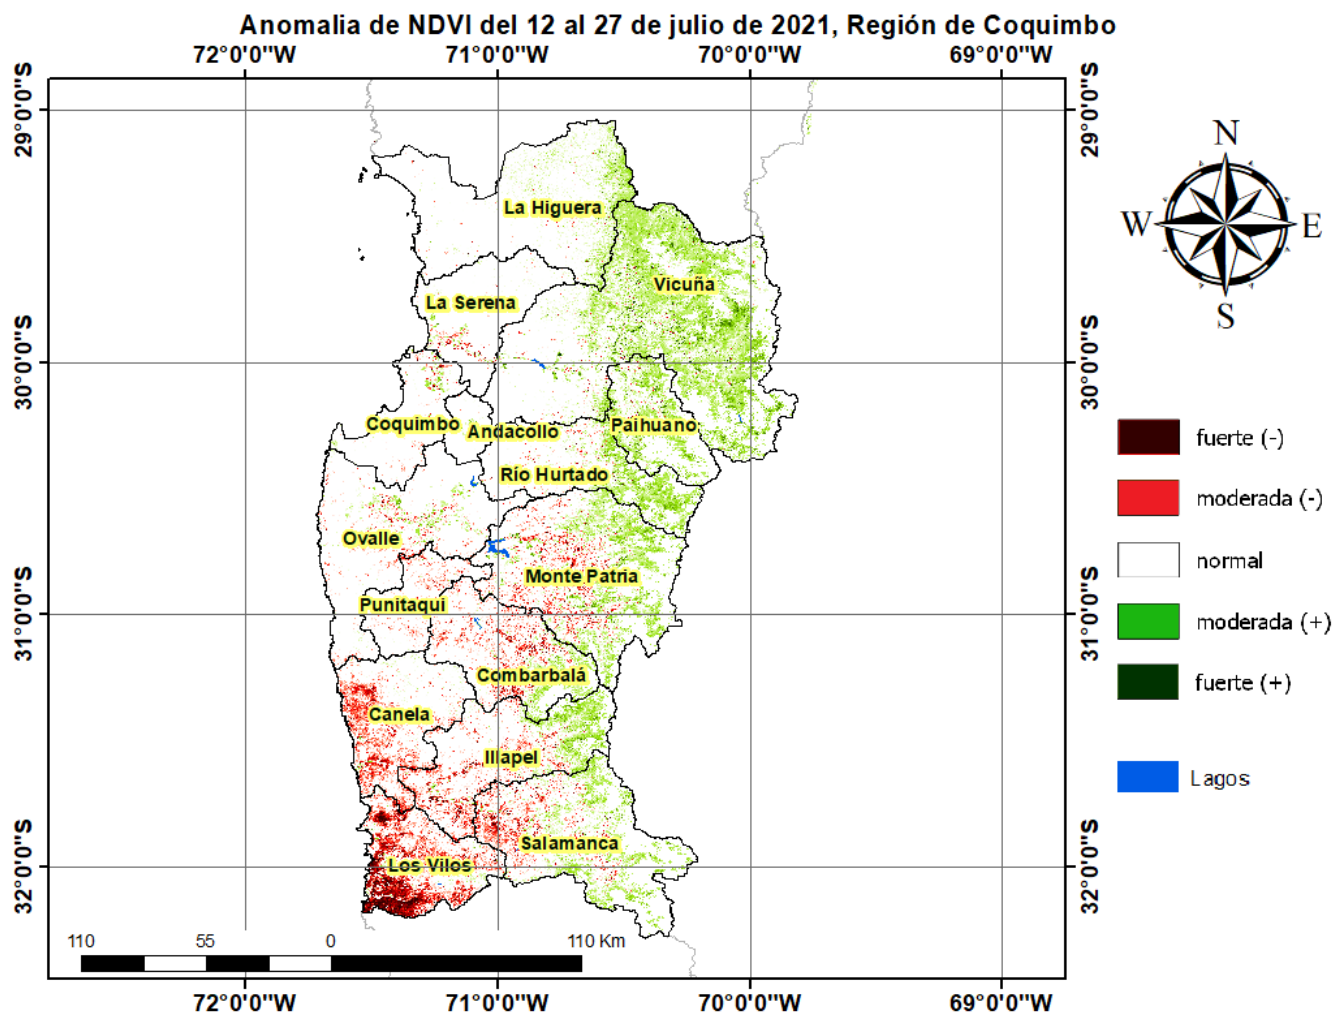 Anomalia de NDVI del 12 al 27 de julio de 2021, Región de Coquimbo
72°0'0"W 71°0'0"W 70°0'0"W 69°0'0"W
29°0'0"S 29°0'0"S
N
W E
S
La Higuera
Vicuña
La Serena
30°0'0"S 30°0'0"S
Coquimbo
Andacollo
Paihuano
Río Hurtado
Ovalle
Monte Patria
Punitaqui
31°0'0"S 31°0'0"S
Combarbalá
Canela
Illapel
Salamanca
Los Vilos
32°0'0"S 32°0'0"S
fuerte (-)
moderada (-)
normal
moderada (+)
fuerte (+)
Lagos
110 55 0 110 Km
72°0'0"W 71°0'0"W 70°0'0"W 69°0'0"W